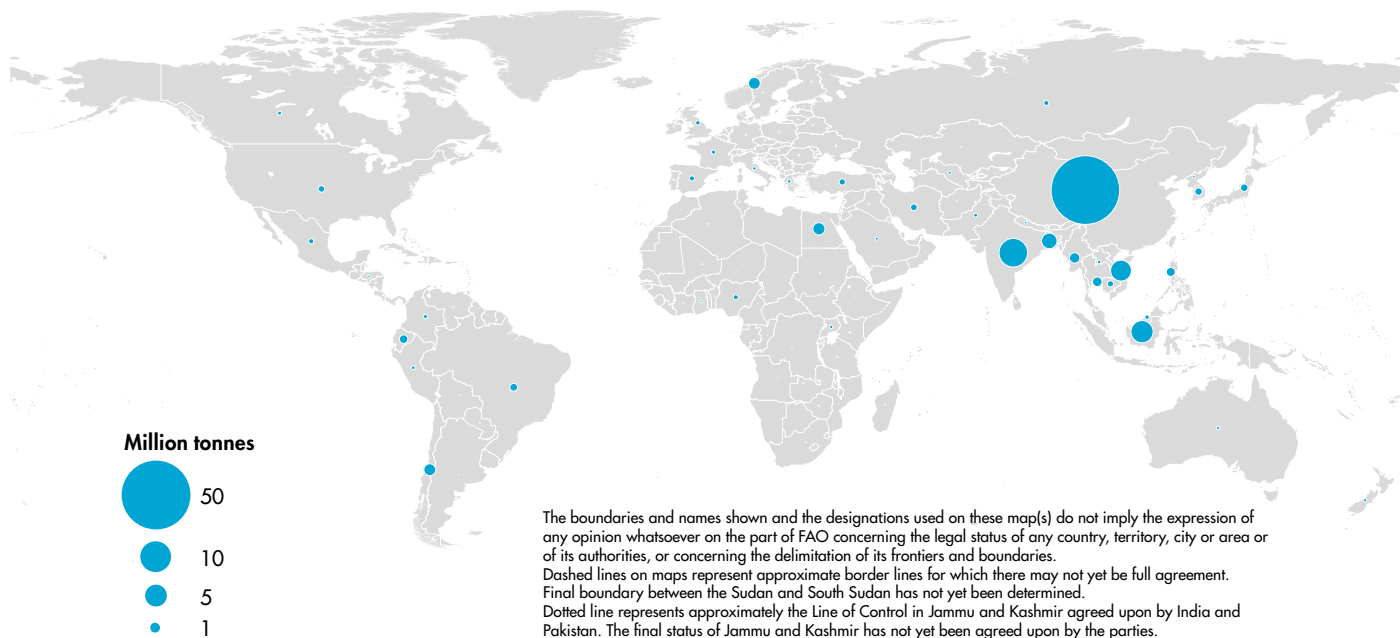 Million tonnes
50
10
5
1
The boundaries and names shown and the designations used on these map(s) do not imply the expression of
any opinion whatsoever on the part of FAO concerning the legal status of any country, territory, city or area or
of its authorities, or concerning the delimitation of its frontiers and boundaries.
Dashed lines on maps represent approximate border lines for which there may not yet be full agreement.
Final boundary between the Sudan and South Sudan has not yet been determined.
Dotted line represents approximately the Line of Control in Jammu and Kashmir agreed upon by India and
Pakistan. The final status of Jammu and Kashmir has not yet been agreed upon by the parties.